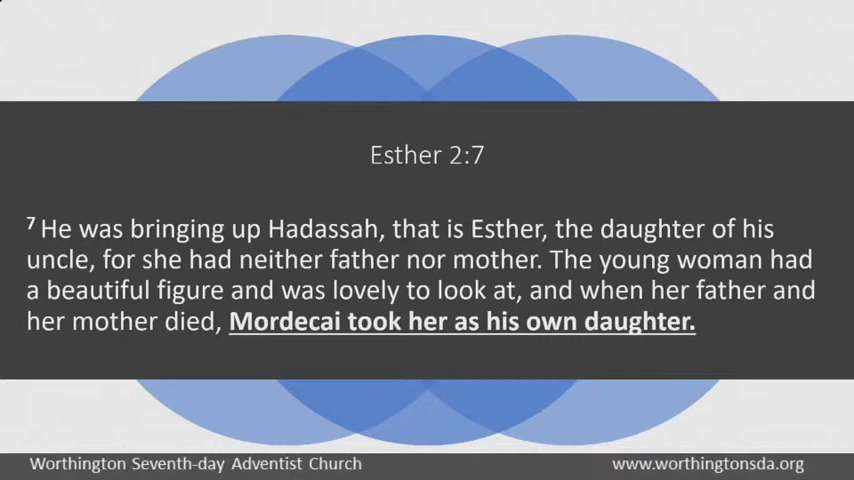 Esther 2:7
7 He was bringing up Hadassah, that is Esther, the daughter of his
uncle, for she had neither father nor mother. The young woman had
a beautiful figure and was lovely to look at, and when her father and
her mother died, Mordecai took her as his own daughter.
Worthington Seventh-day Adventist Church
www.worthingtonsda.org